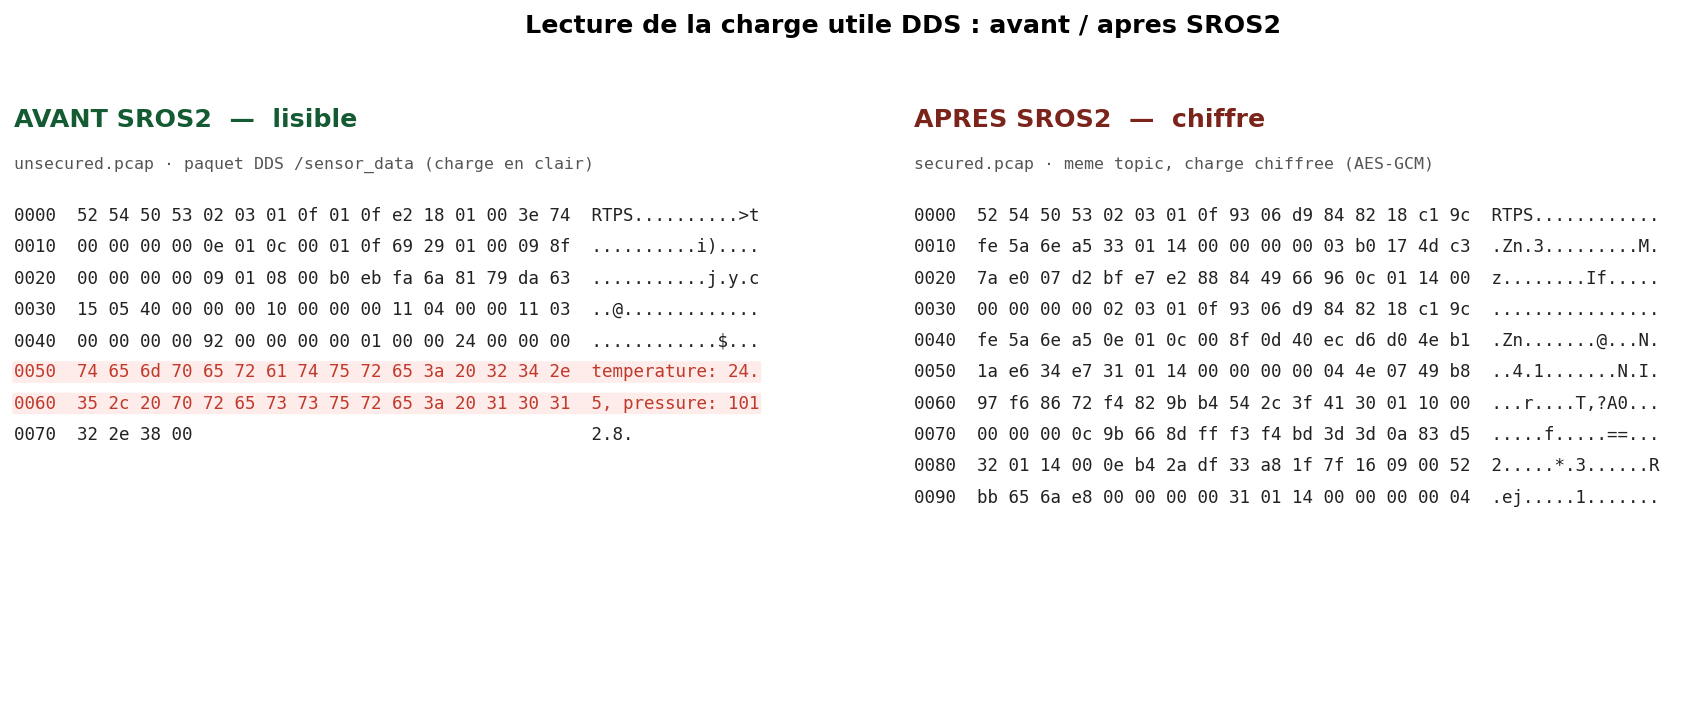 Lecture de la charge utile DDS : avant / apres SROS2
AVANT SROS2 — lisible
unsecured.pcap · paquet DDS /sensor_data (charge en clair)
0000 52 54 50 53 02 03 01 0f 01 0f e2 18 01 00 3e 74 RTPS..........>t
0010 00 00 00 00 0e 01 0c 00 01 0f 69 29 01 00 09 8f ..........i)....
0020 00 00 00 00 09 01 08 00 b0 eb fa 6a 81 79 da 63 ...........j.y.c
0030 15 05 40 00 00 00 10 00 00 00 11 04 00 00 11 03 ..@.............
0040 00 00 00 00 92 00 00 00 00 01 00 00 24 00 00 00 ............$...
0050 74 65 6d 70 65 72 61 74 75 72 65 3a 20 32 34 2e temperature: 24.
0060 35 2c 20 70 72 65 73 73 75 72 65 3a 20 31 30 31 5, pressure: 101
0070 32 2e 38 00 2.8.
APRES SROS2 — chiffre
secured.pcap · meme topic, charge chiffree (AES-GCM)
0000 52 54 50 53 02 03 01 0f 93 06 d9 84 82 18 c1 9c RTPS............
0010 fe 5a 6e a5 33 01 14 00 00 00 00 03 b0 17 4d c3 .Zn.3.........M.
0020 7a e0 07 d2 bf e7 e2 88 84 49 66 96 0c 01 14 00 z........If.....
0030 00 00 00 00 02 03 01 0f 93 06 d9 84 82 18 c1 9c ................
0040 fe 5a 6e a5 0e 01 0c 00 8f 0d 40 ec d6 d0 4e b1 .Zn.......@...N.
0050 1a e6 34 e7 31 01 14 00 00 00 00 04 4e 07 49 b8 ..4.1.......N.I.
0060 97 f6 86 72 f4 82 9b b4 54 2c 3f 41 30 01 10 00 ...r....T,?A0...
0070 00 00 00 0c 9b 66 8d ff f3 f4 bd 3d 3d 0a 83 d5 .....f.....==...
0080 32 01 14 00 0e b4 2a df 33 a8 1f 7f 16 09 00 52 2.....*.3......R
0090 bb 65 6a e8 00 00 00 00 31 01 14 00 00 00 00 04 .ej.....1.......